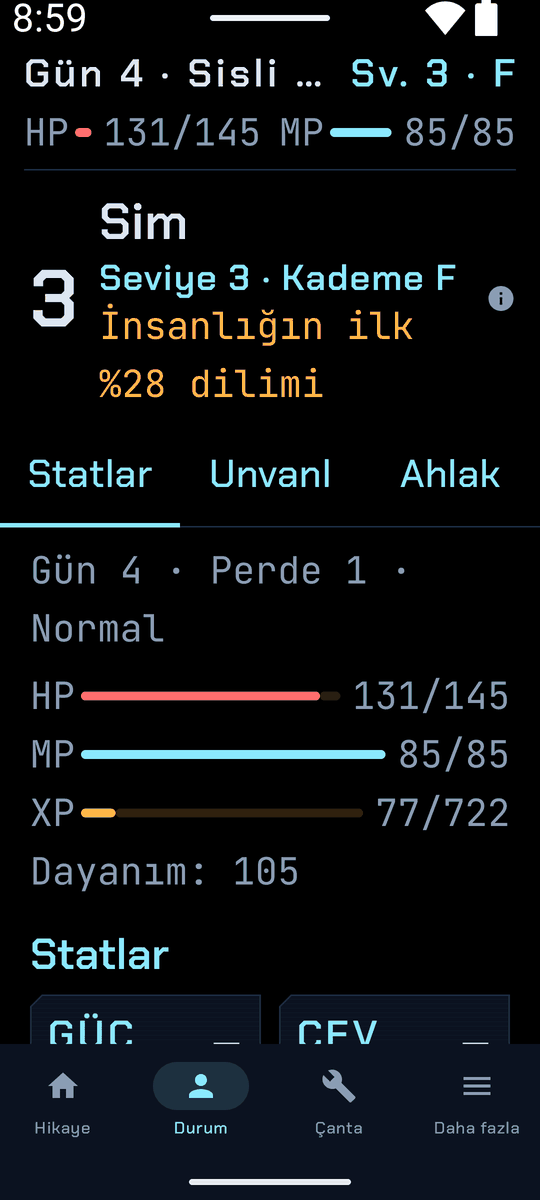 8:59
Gün 4 · Sisli … Sv. 3 · F
HP 131/145 MP 85/85
Sim
3
Seviye 3 · Kademe F
İnsanlığın ilk
%28 dilimi
Statlar Unvanl Ahlak
Gün 4 · Perde 1 ·
Normal
HP 131/145
MP 85/85
XP 77/722
Dayanım: 105
Statlar
GÜÇ — ÇEV —
Hikaye Durum Çanta Daha fazla